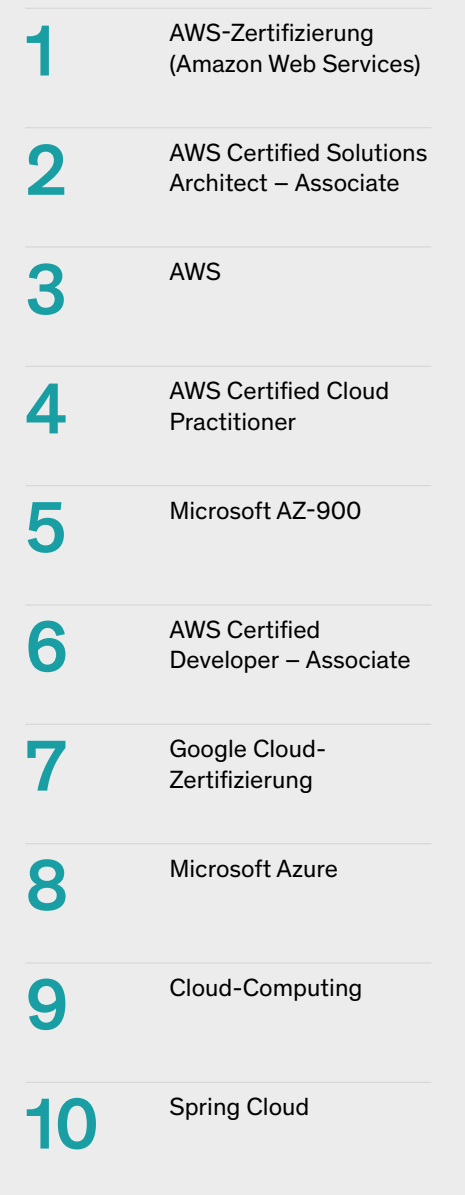 1
AWS-Zertifizierung
(Amazon Web Services)
2
AWS Certified Solutions
Architect – Associate
3
AWS
4
AWS Certified Cloud
Practitioner
5
Microsoft AZ-900
6
AWS Certified
Developer – Associate
7
Google Cloud-
Zertifizierung
8
Microsoft Azure
9
Cloud-Computing
10
Spring Cloud